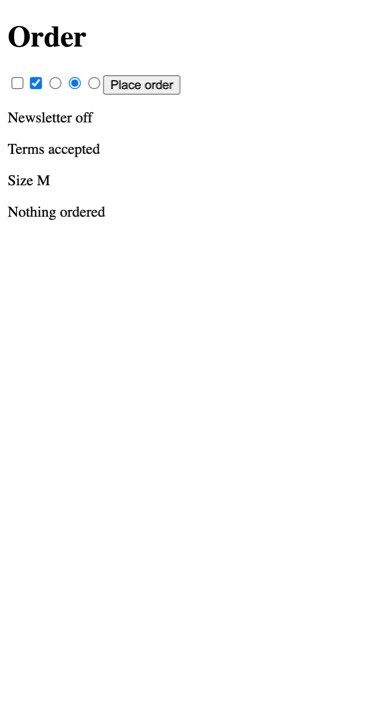 Order
Place order
Newsletter off
Terms accepted
Size M
Nothing ordered